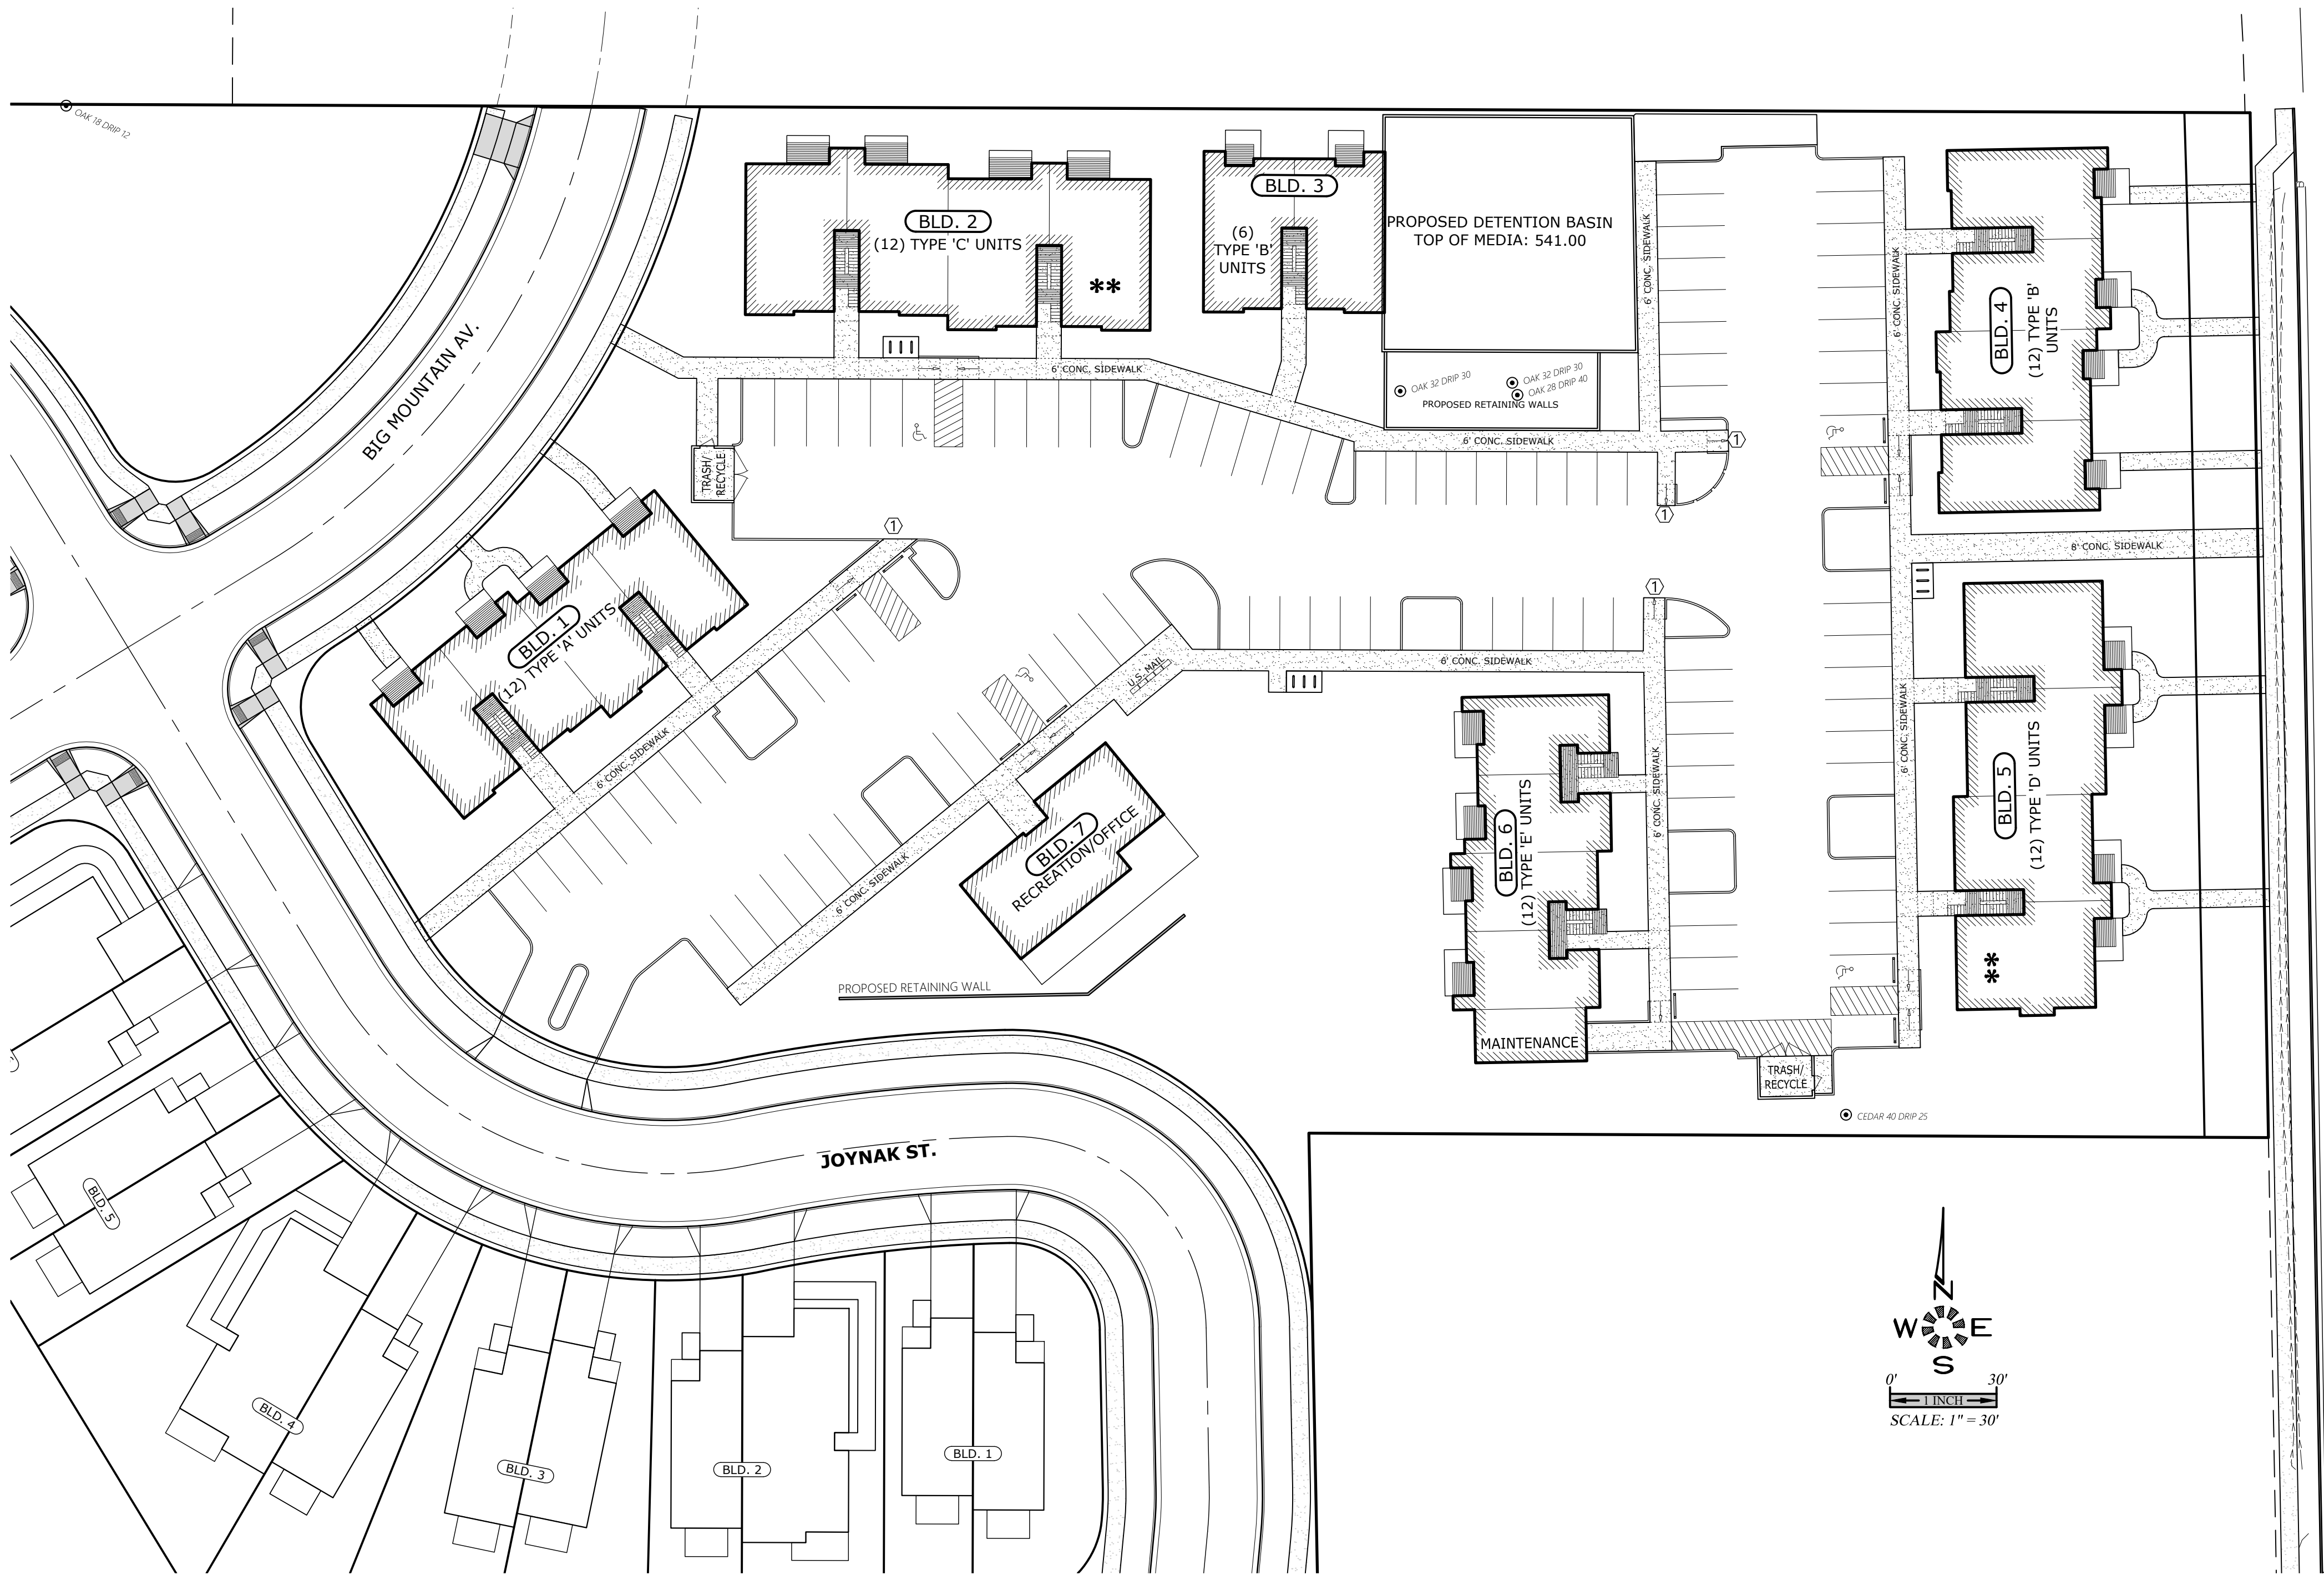 OAK 18 DRIP 12
BIG MOUNTAIN AV.
BLD. 2
(12) TYPE 'C' UNITS
**
BLD. 3
(6)
TYPE 'B'
UNITS
PROPOSED DETENTION BASIN
TOP OF MEDIA: 541.00
OAK 32 DRIP 30
OAK 32 DRIP 30
OAK 28 DRIP 40
PROPOSED RETAINING WALLS
6' CONC. SIDEWALK
6' CONC. SIDEWALK
6' CONC. SIDEWALK
6' CONC. SIDEWALK
BLD. 4
(12) TYPE 'B'
UNITS
TRASH/
RECYCLE
1
1
1
1
8' CONC. SIDEWALK
BLD. 1
(12) TYPE 'A' UNITS
6' CONC. SIDEWALK
U.S. MAIL
6' CONC. SIDEWALK
6' CONC. SIDEWALK
BLD. 7
RECREATION/OFFICE
6' CONC. SIDEWALK
BLD. 6
(12) TYPE 'E' UNITS
MAINTENANCE
6' CONC. SIDEWALK
BLD. 5
(12) TYPE 'D' UNITS
**
PROPOSED RETAINING WALL
TRASH/
RECYCLE
CEDAR 40 DRIP 25
JOYNAK ST.
BLD. 5
BLD. 4
BLD. 3
BLD. 2
BLD. 1
N
W E
S
0' 30'
1 INCH
SCALE: 1" = 30'